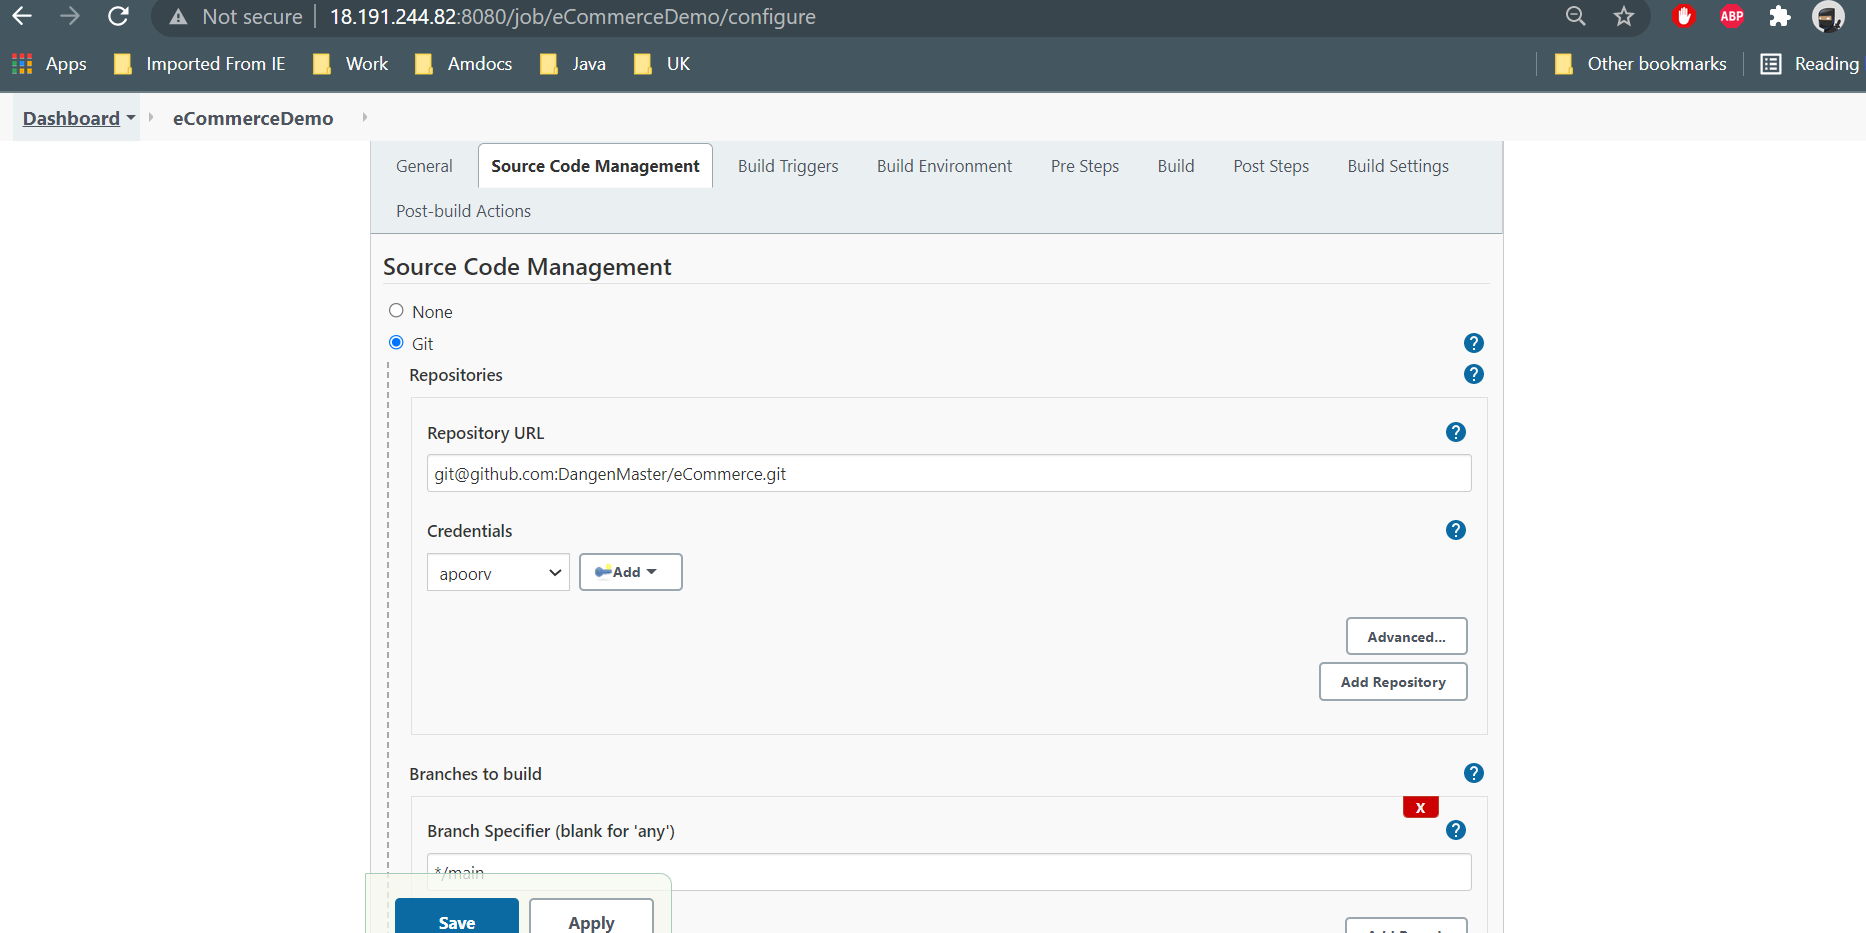 Not secure 18.191.244.82:8080/job/eCommerceDemo/configure ABP
Apps Imported From IE Work Amdocs Java UK Other bookmarks Reading
Dashboard eCommerceDemo
General Source Code Management Build Triggers Build Environment Pre Steps Build Post Steps Build Settings
Post-build Actions
Source Code Management
None
Git ?
Repositories ?
Repository URL ?
git@github.com:DangenMaster/eCommerce.git
Credentials ?
apoorv Add
Advanced...
Add Repository
Branches to build ?
X
Branch Specifier (blank for 'any') ?
*/main
Save Apply